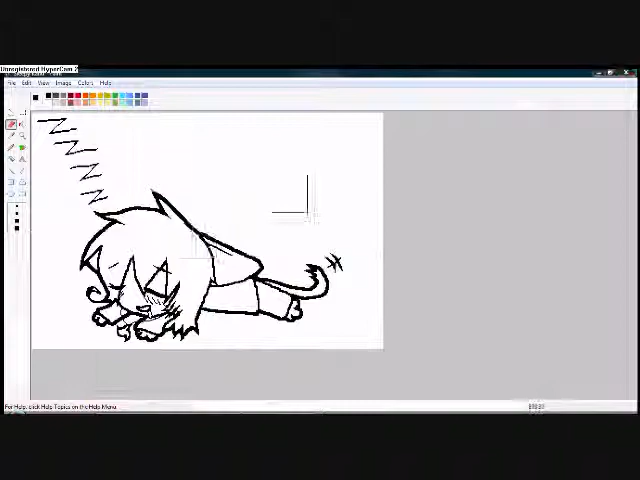 Unregistered HyperCam 2
File Edit View Image Colors Help
Z
Z
Z
Z
For Help, click Help Topics on the Help Menu.